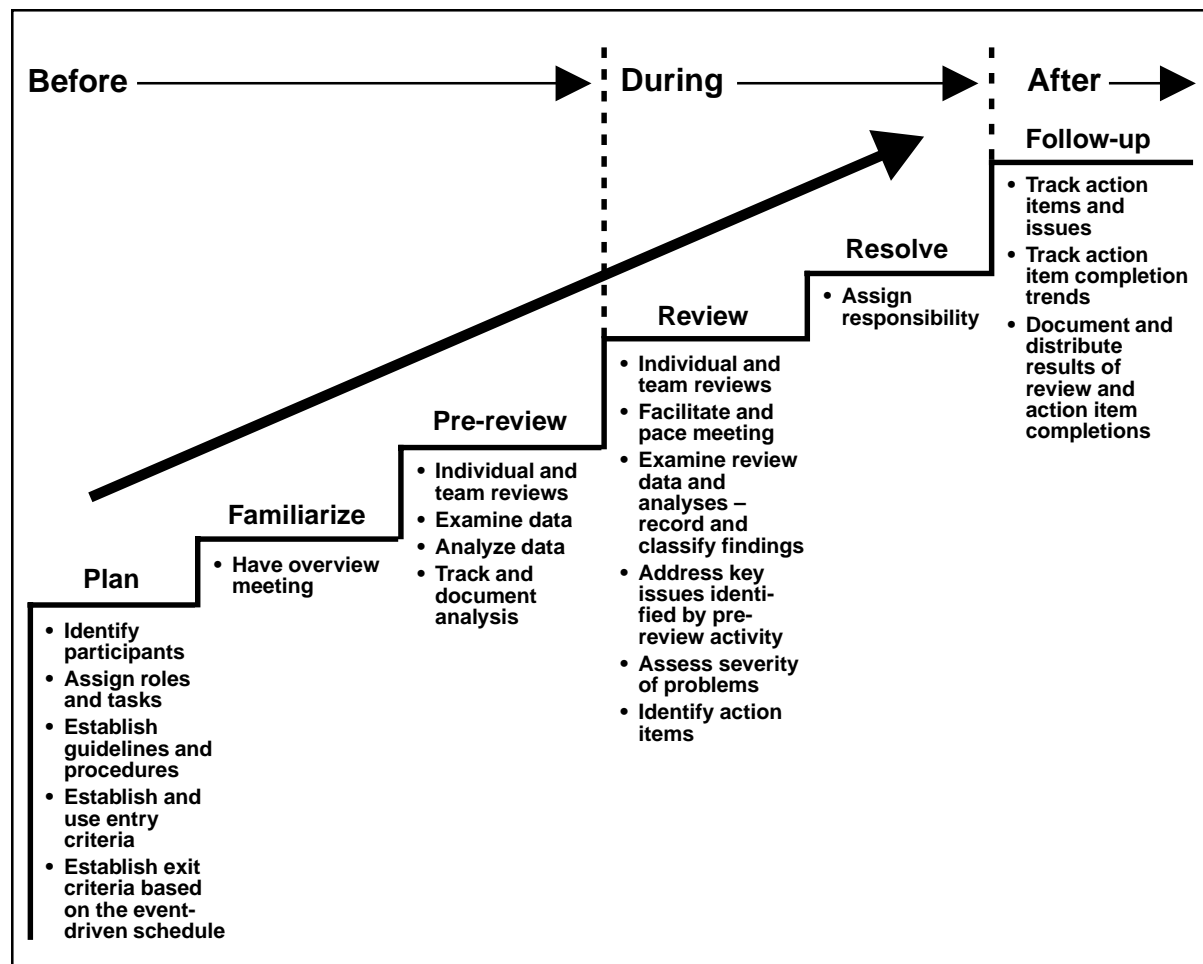 Before
During
After
Plan
• Identify
participants
• Assign roles
and tasks
• Establish
guidelines and
procedures
• Establish and
use entry
criteria
• Establish exit
criteria based
on the event-
driven schedule
Familiarize
• Have overview
meeting
Pre-review
• Individual and
team reviews
• Examine data
• Analyze data
• Track and
document
analysis
Review
• Individual and
team reviews
• Facilitate and
pace meeting
• Examine review
data and
analyses –
record and
classify findings
• Address key
issues identi-
fied by pre-
review activity
• Assess severity
of problems
• Identify action
items
Resolve
• Assign
responsibility
Follow-up
• Track action
items and
issues
• Track action
item completion
trends
• Document and
distribute
results of
review and
action item
completions